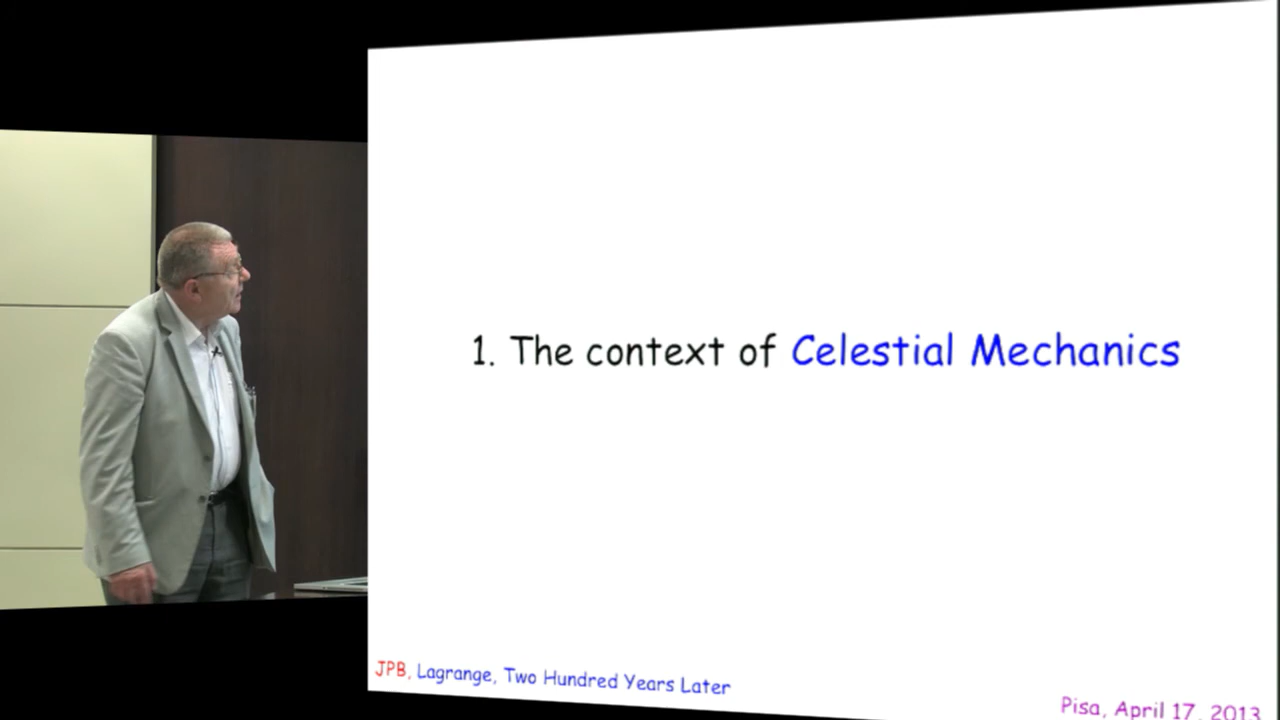 1. The context of Celestial Mechanics
JPB, Lagrange, Two Hundred Years Later
Pisa, April 17, 2013